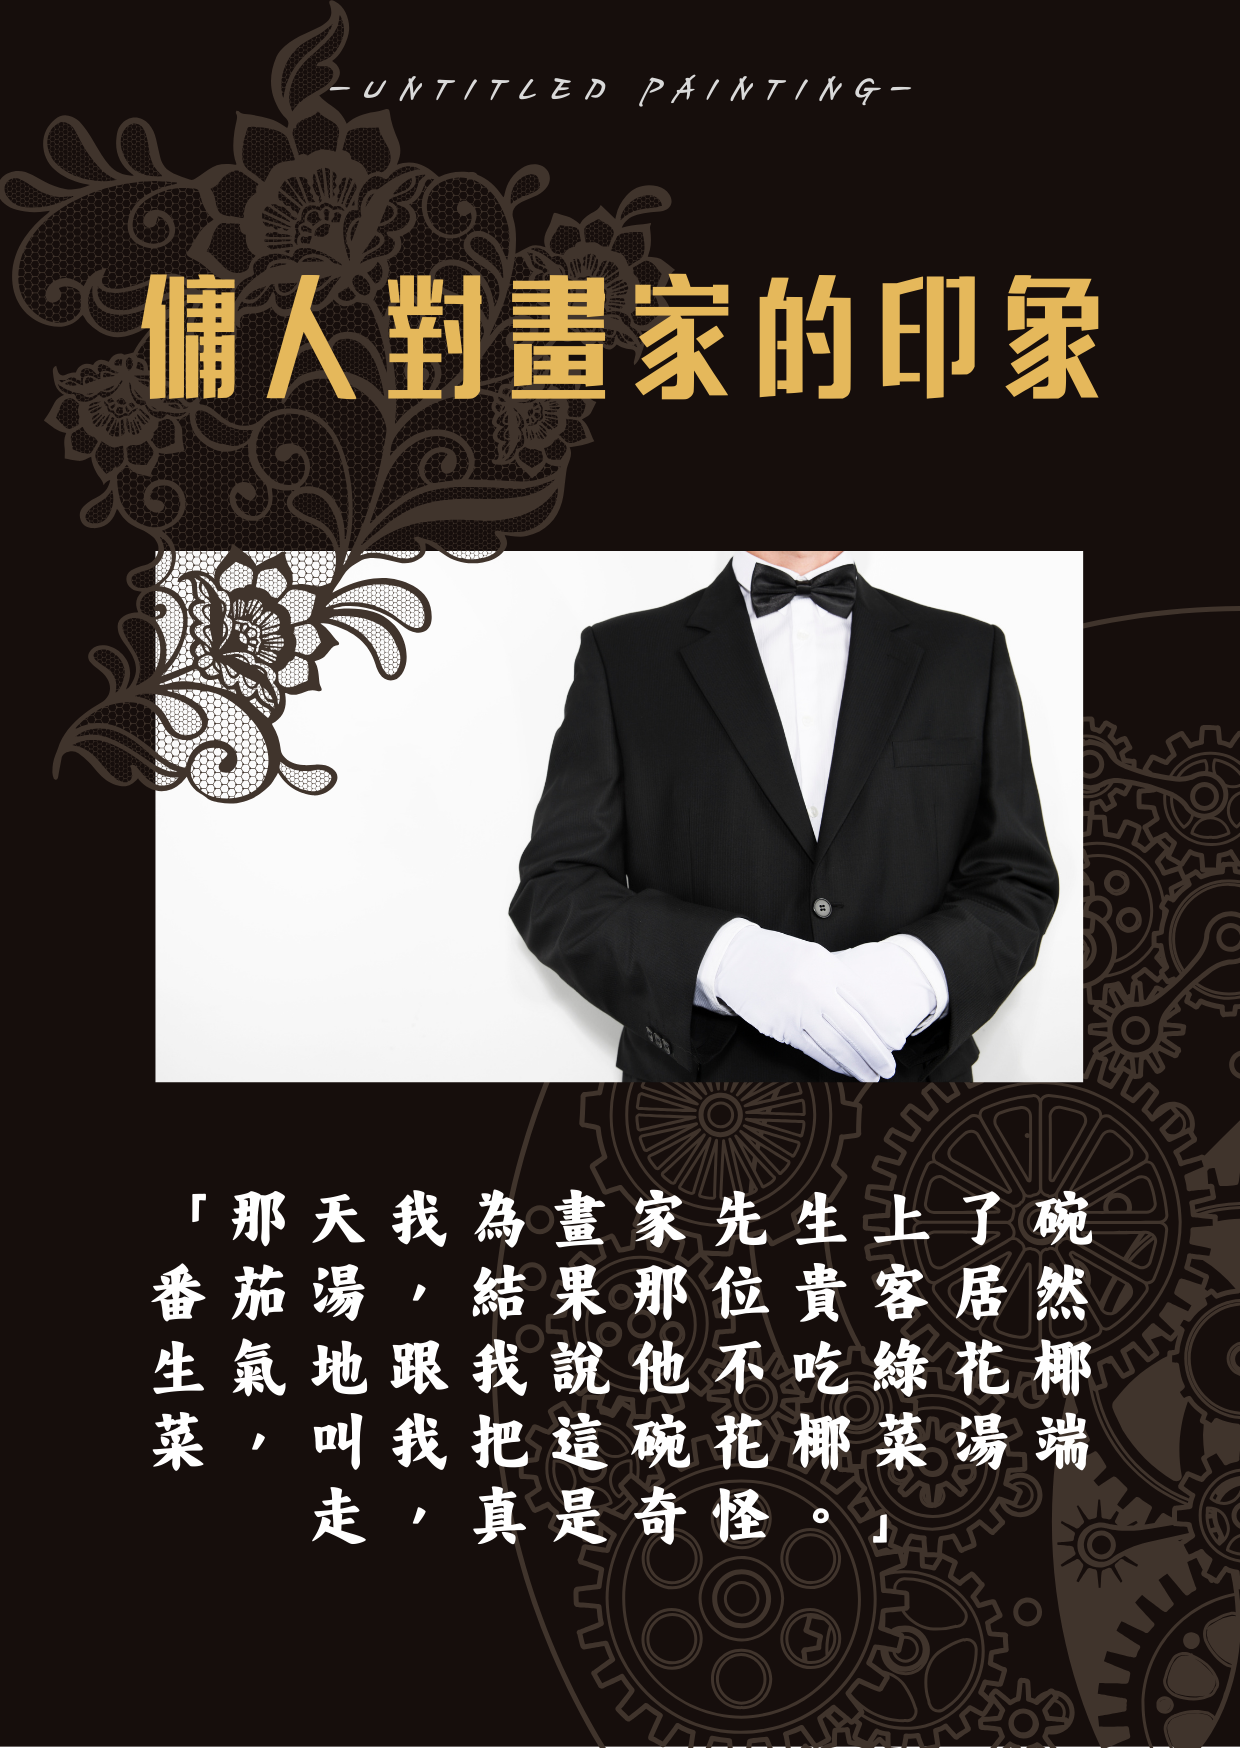 -UNTITLED PAINTING-
傭人對畫家的印象
「那天我為畫家先生上了碗
番茄湯，結果那位貴客居然
生氣地跟我說他不吃綠花椰
菜，叫我把這碗花椰菜湯端
走，真是奇怪。」